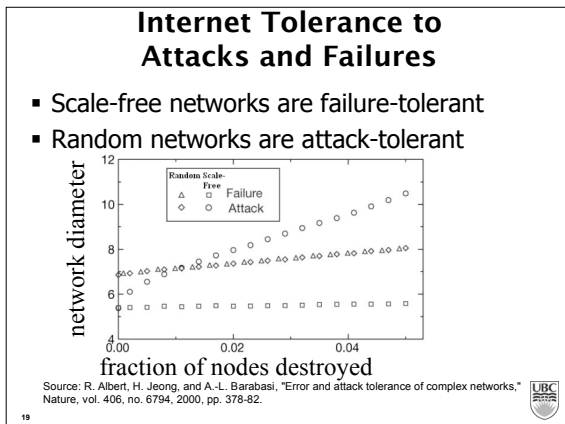 Internet Tolerance to
Attacks and Failures
▪ Scale-free networks are failure-tolerant
▪ Random networks are attack-tolerant
network diameter
12
10
8
6
4
Random Scale-
Free
△ □ Failure
◇ ○ Attack
0.00 0.02 0.04
fraction of nodes destroyed
Source: R. Albert, H. Jeong, and A.-L. Barabasi, "Error and attack tolerance of complex networks,"
Nature, vol. 406, no. 6794, 2000, pp. 378-82.
UBC
19